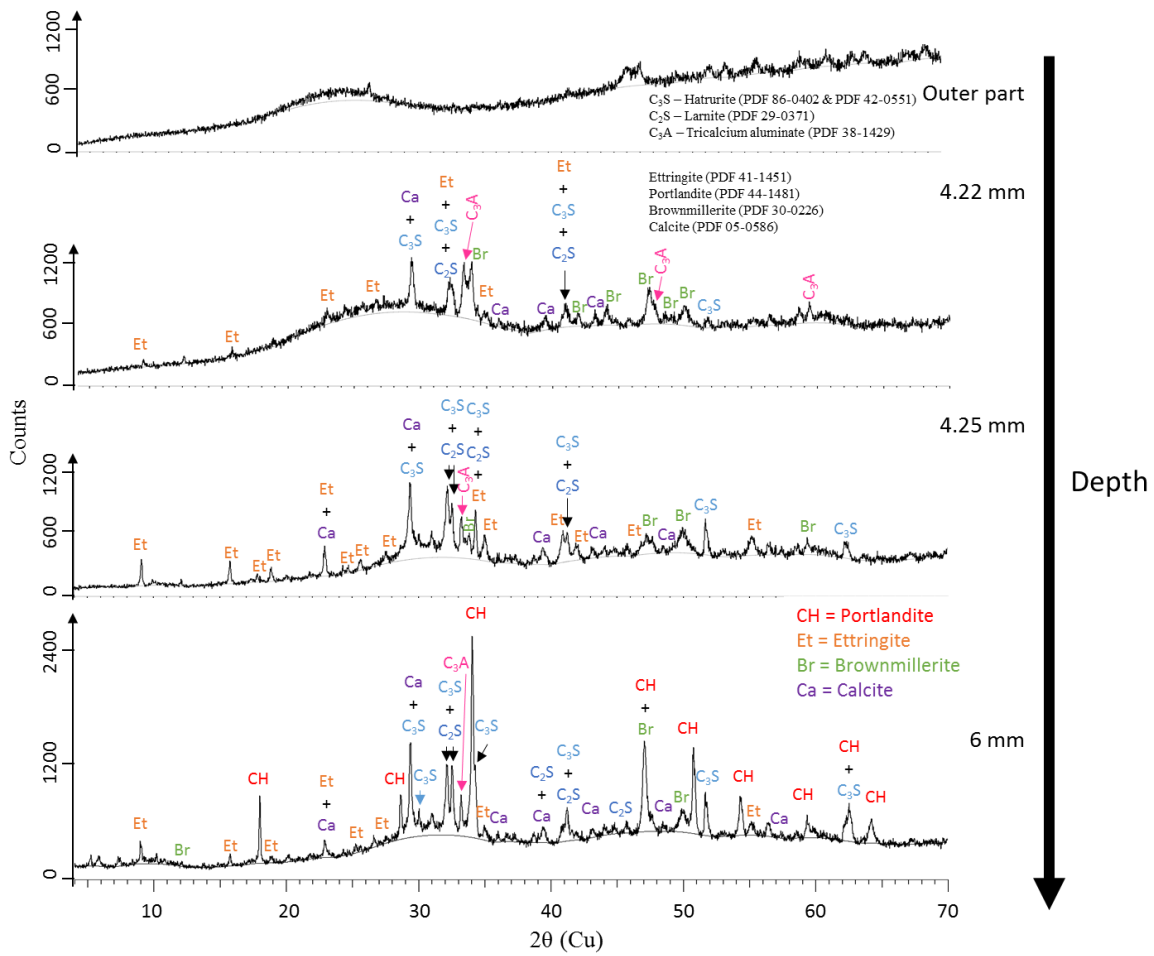 1200
600
0
Outer part
C₃S – Hatrurite (PDF 86-0402 & PDF 42-0551)
C₂S – Larnite (PDF 29-0371)
C₃A – Tricalcium aluminate (PDF 38-1429)
Ettringite (PDF 41-1451)
Portlandite (PDF 44-1481)
Brownmillerite (PDF 30-0226)
Calcite (PDF 05-0586)
4.22 mm
1200
600
0
Et
Et
Et
Et
Ca
+
C₃S
Et
+
C₃S
+
C₂S
C₃A
Br
Et
Ca
Ca
Et
+
C₃S
+
C₂S
Br
Ca
Br
Br
C₃A
Br
Br
C₃S
C₃A
4.25 mm
1200
600
0
Et
Et
Et
Et
Et
+
Ca
Et
Et
Et
Ca
+
C₃S
C₃S
+
C₂S
C₃A
Br
C₃S
+
C₂S
+
Et
Et
Ca
Et
C₃S
+
C₂S
Et
Ca
Et
Br
Ca
Br
C₃S
Et
Br
C₃S
CH = Portlandite
Et = Ettringite
Br = Brownmillerite
Ca = Calcite
6 mm
2400
1200
0
Et
Br
Et
CH
Et
Et
+
Ca
Et
Et
CH
Ca
+
C₃S
C₃S
C₃S
+
C₂S
C₃A
CH
C₃S
Et
Ca
C₂S
+
Ca
C₃S
+
C₂S
Ca
C₂S
CH
+
Br
Ca
Br
CH
C₃S
CH
Et
Ca
CH
CH
+
C₃S
CH
10
20
30
40
50
60
70
2θ (Cu)
Counts
Depth